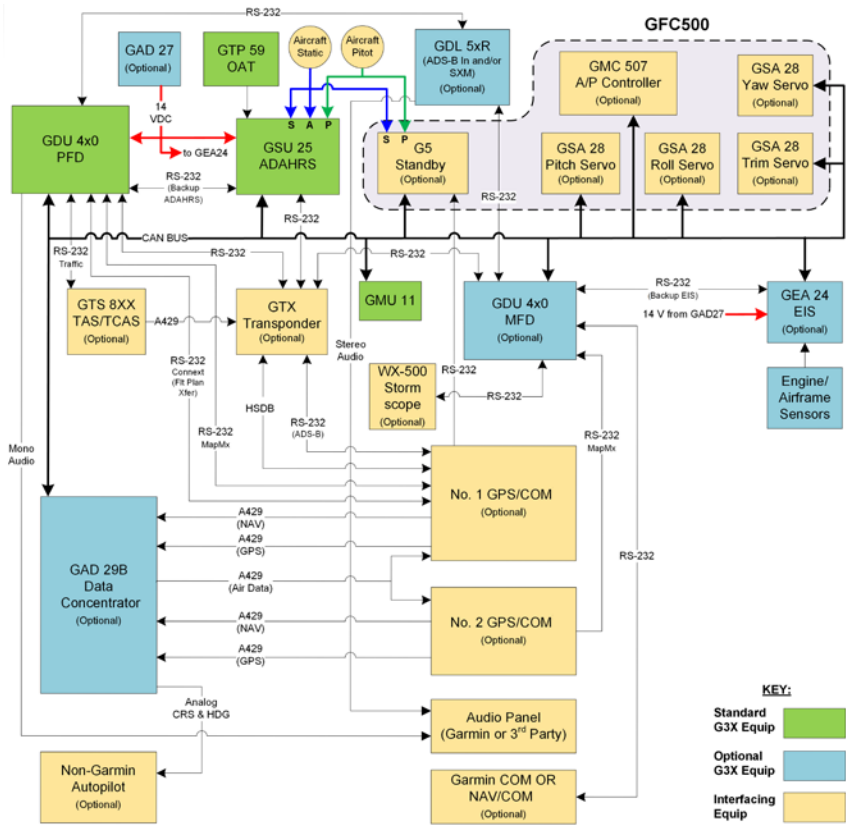 RS-232
GFC500
GAD 27
(Optional)
GTP 59
OAT
Aircraft
Static
Aircraft
Pitot
GDL 5xR
(ADS-B In and/or
SXM)
(Optional)
GMC 507
A/P Controller
(Optional)
GSA 28
Yaw Servo
(Optional)
14
VDC
to GEA24
GDU 4x0
PFD
S A P
GSU 25
ADAHRS
S P
G5
Standby
(Optional)
GSA 28
Pitch Servo
(Optional)
GSA 28
Roll Servo
(Optional)
GSA 28
Trim Servo
(Optional)
RS-232
(Backup
ADAHRS)
RS-232
RS-232
CAN BUS
RS-232
Traffic
RS-232
RS-232
GTS 8XX
TAS/TCAS
(Optional)
A429
GTX
Transponder
(Optional)
GMU 11
GDU 4x0
MFD
(Optional)
RS-232
(Backup EIS)
14 V from GAD27
GEA 24
EIS
(Optional)
Stereo
Audio
RS-232
Connext
(Flt Plan
Xfer)
RS-232
WX-500
Storm
scope
(Optional)
RS-232
Engine/
Airframe
Sensors
HSDB
RS-232
(ADS-B)
RS-232
MapMx
RS-232
MapMx
Mono
Audio
No. 1 GPS/COM
(Optional)
A429
(NAV)
A429
(GPS)
A429
(Air Data)
A429
(NAV)
A429
(GPS)
GAD 29B
Data
Concentrator
(Optional)
RS-232
No. 2 GPS/COM
(Optional)
Analog
CRS & HDG
Audio Panel
(Garmin or 3rd Party)
Non-Garmin
Autopilot
(Optional)
Garmin COM OR
NAV/COM
(Optional)
KEY:
Standard
G3X Equip
Optional
G3X Equip
Interfacing
Equip